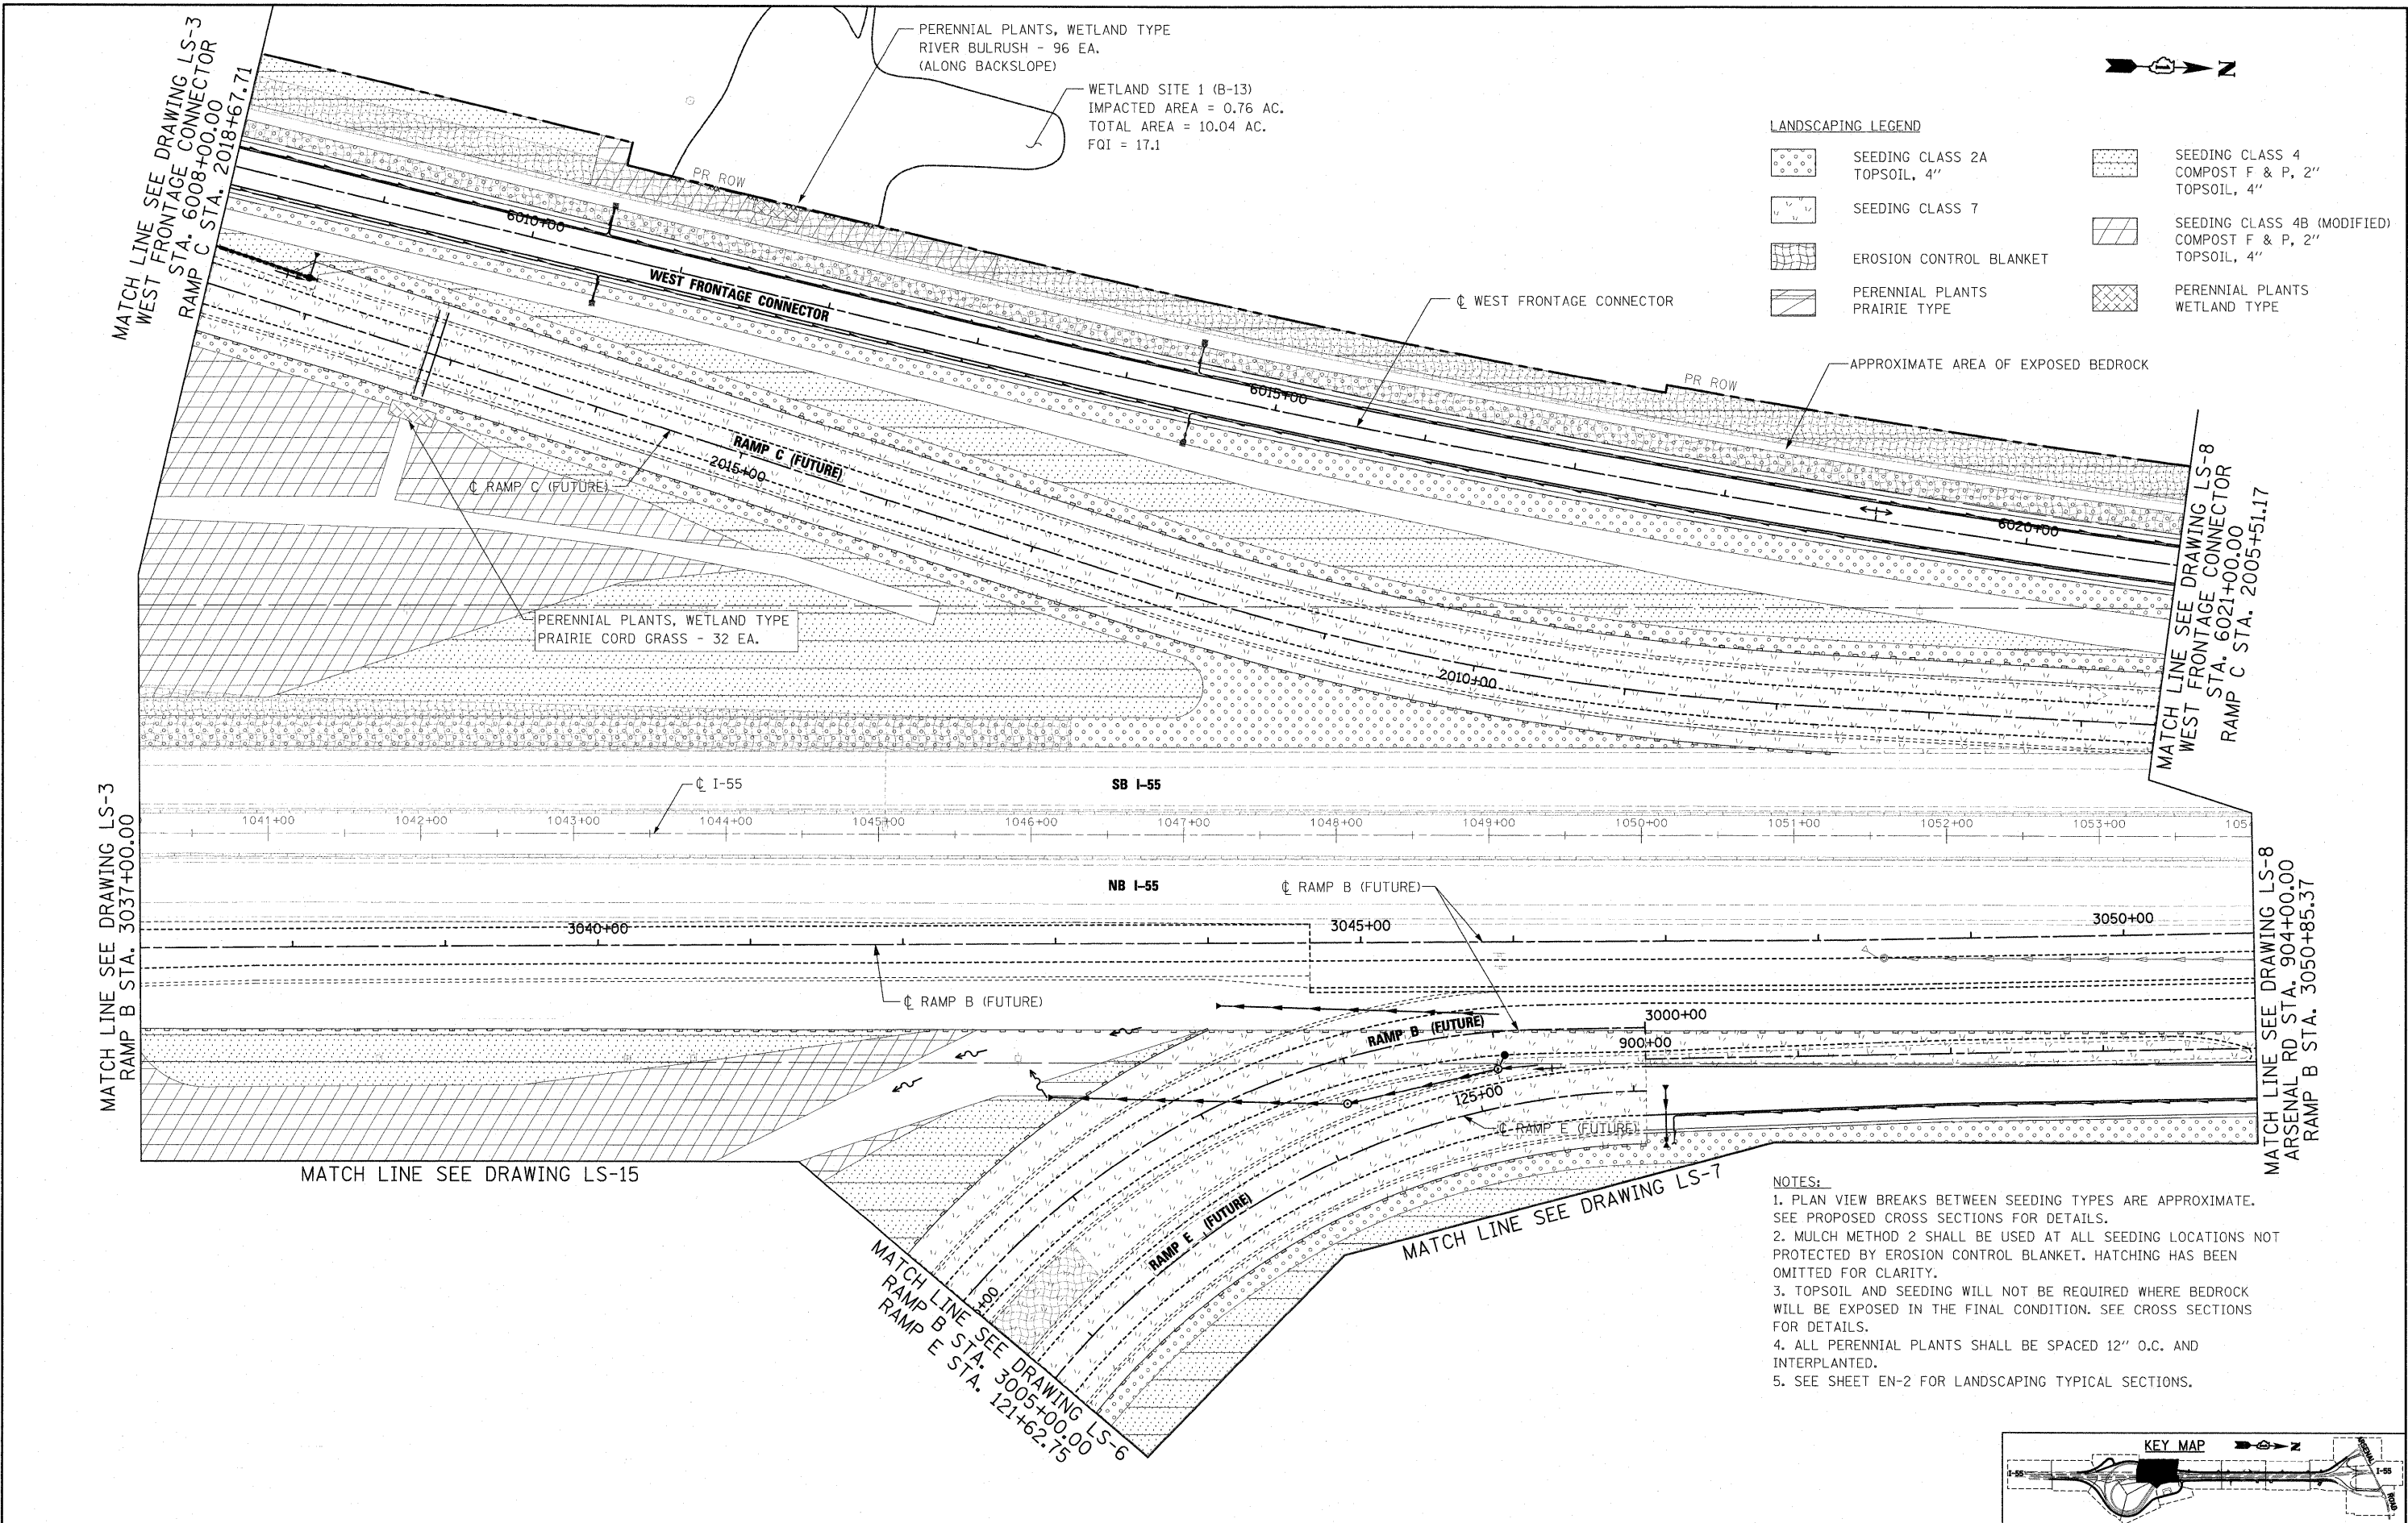 PERENNIAL PLANTS, WETLAND TYPE
RIVER BULRUSH - 96 EA.
(ALONG BACKSLOPE)
WETLAND SITE 1 (B-13)
IMPACTED AREA = 0.76 AC.
TOTAL AREA = 10.04 AC.
FQI = 17.1
N
MATCH LINE SEE DRAWING LS-3
WEST FRONTAGE CONNECTOR
STA. 6008+00.00
RAMP C STA. 2018+67.71
LANDSCAPING LEGEND
SEEDING CLASS 2A
TOPSOIL, 4"
SEEDING CLASS 7
EROSION CONTROL BLANKET
PERENNIAL PLANTS
PRAIRIE TYPE
SEEDING CLASS 4
COMPOST F & P, 2"
TOPSOIL, 4"
SEEDING CLASS 4B (MODIFIED)
COMPOST F & P, 2"
TOPSOIL, 4"
PERENNIAL PLANTS
WETLAND TYPE
PR ROW
6010+00
WEST FRONTAGE CONNECTOR
℄ WEST FRONTAGE CONNECTOR
APPROXIMATE AREA OF EXPOSED BEDROCK
PR ROW
6015+00
6020+00
RAMP C (FUTURE)
2015+00
℄ RAMP C (FUTURE)
2010+00
PERENNIAL PLANTS, WETLAND TYPE
PRAIRIE CORD GRASS - 32 EA.
MATCH LINE SEE DRAWING LS-8
WEST FRONTAGE CONNECTOR
STA. 6021+00.00
RAMP C STA. 2005+51.17
℄ I-55
SB I-55
1041+00
1042+00
1043+00
1044+00
1045+00
1046+00
1047+00
1048+00
1049+00
1050+00
1051+00
1052+00
1053+00
NB I-55
℄ RAMP B (FUTURE)
MATCH LINE SEE DRAWING LS-3
RAMP B STA. 3037+00.00
3040+00
3045+00
3050+00
℄ RAMP B (FUTURE)
RAMP B (FUTURE)
3000+00
900+00
125+00
℄ RAMP E (FUTURE)
RAMP E (FUTURE)
MATCH LINE SEE DRAWING LS-8
ARSENAL RD STA. 904+00.00
RAMP B STA. 3050+85.37
MATCH LINE SEE DRAWING LS-15
MATCH LINE SEE DRAWING LS-7
MATCH LINE SEE DRAWING LS-6
RAMP B STA. 3005+00.00
RAMP E STA. 121+62.75
NOTES:
1. PLAN VIEW BREAKS BETWEEN SEEDING TYPES ARE APPROXIMATE.
SEE PROPOSED CROSS SECTIONS FOR DETAILS.
2. MULCH METHOD 2 SHALL BE USED AT ALL SEEDING LOCATIONS NOT
PROTECTED BY EROSION CONTROL BLANKET. HATCHING HAS BEEN
OMITTED FOR CLARITY.
3. TOPSOIL AND SEEDING WILL NOT BE REQUIRED WHERE BEDROCK
WILL BE EXPOSED IN THE FINAL CONDITION. SEE CROSS SECTIONS
FOR DETAILS.
4. ALL PERENNIAL PLANTS SHALL BE SPACED 12" O.C. AND
INTERPLANTED.
5. SEE SHEET EN-2 FOR LANDSCAPING TYPICAL SECTIONS.
KEY MAP
N
I-55
ARSENAL
I-55
ROAD